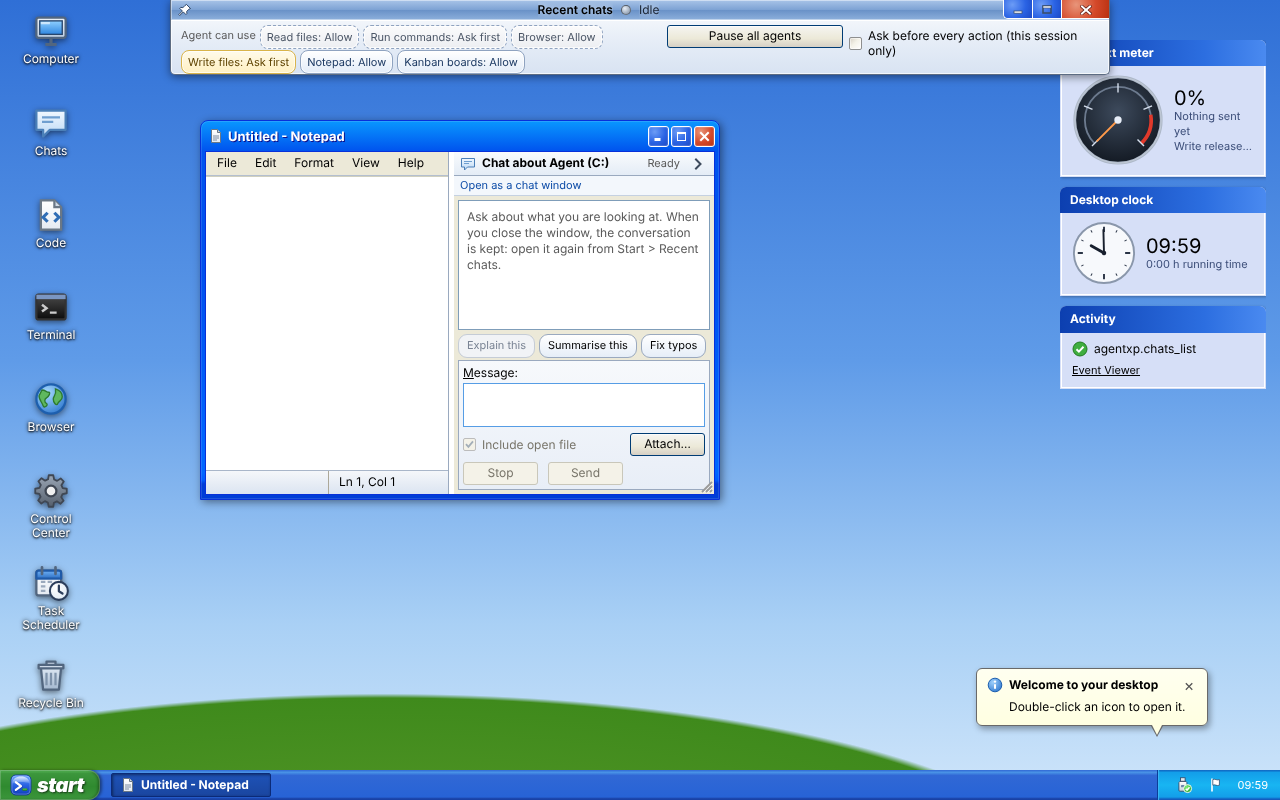 Recent chats
Idle
Agent can use
Read files: Allow
Run commands: Ask first
Browser: Allow
Write files: Ask first
Notepad: Allow
Kanban boards: Allow
Pause all agents
Ask before every action (this session only)
Computer
Chats
Code
Terminal
Browser
Control Center
Task Scheduler
Recycle Bin
Untitled - Notepad
File Edit Format View Help
Ln 1, Col 1
Chat about Agent (C:)
Ready
Open as a chat window
Ask about what you are looking at. When
you close the window, the conversation
is kept: open it again from Start > Recent
chats.
Explain this
Summarise this
Fix typos
Message:
Include open file
Attach...
Stop
Send
meter
0%
Nothing sent
yet
Write release...
Desktop clock
09:59
0:00 h running time
Activity
agentxp.chats_list
Event Viewer
Welcome to your desktop
Double-click an icon to open it.
start
Untitled - Notepad
09:59